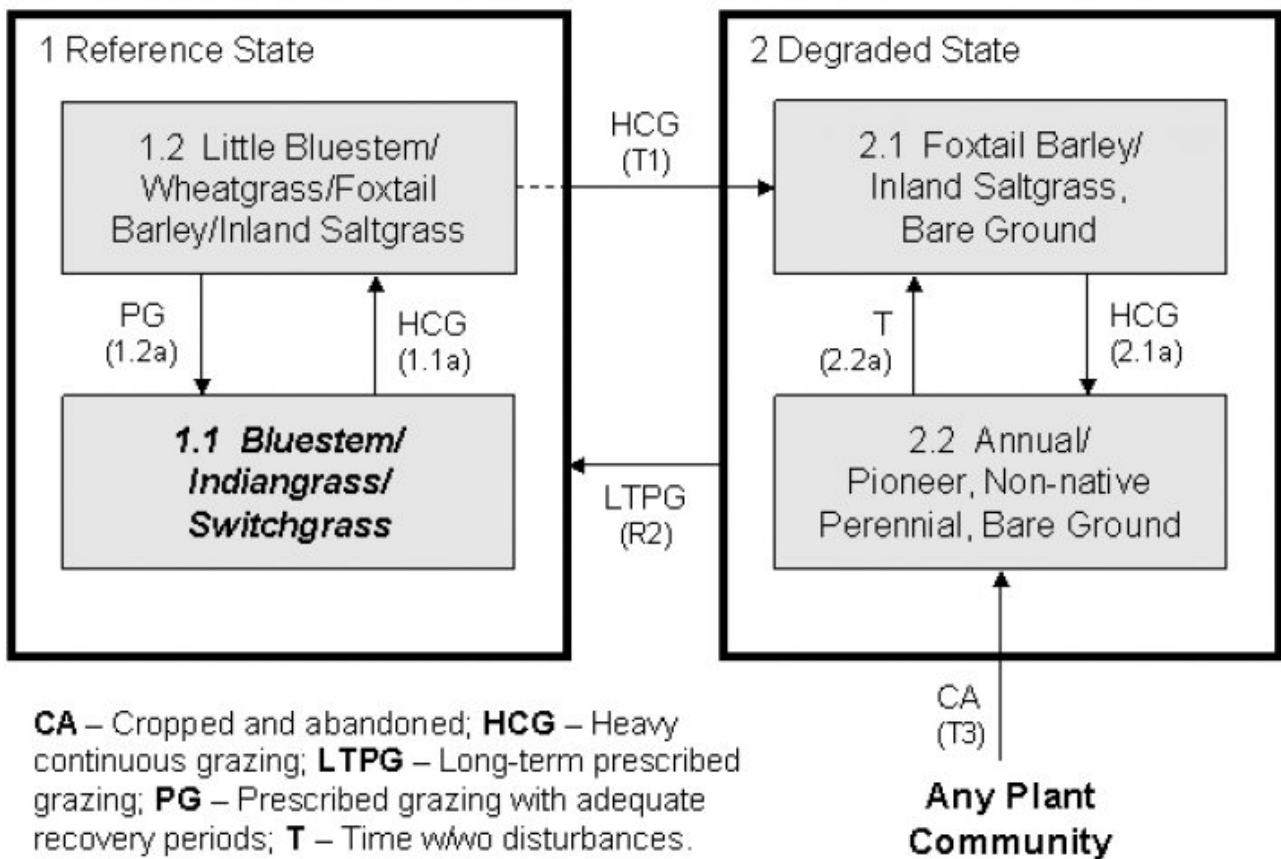 1 Reference State
1.2 Little Bluestem/
Wheatgrass/Foxtail
Barley/Inland Saltgrass
PG
(1.2a)
HCG
(1.1a)
1.1 Bluestem/
Indiangrass/
Switchgrass
HCG
(T1)
LTPG
(R2)
2 Degraded State
2.1 Foxtail Barley/
Inland Saltgrass,
Bare Ground
T
(2.2a)
HCG
(2.1a)
2.2 Annual/
Pioneer, Non-native
Perennial, Bare Ground
CA
(T3)
Any Plant
Community
CA – Cropped and abandoned; HCG – Heavy
continuous grazing; LTPG – Long-term prescribed
grazing; PG – Prescribed grazing with adequate
recovery periods; T – Time w/wo disturbances.